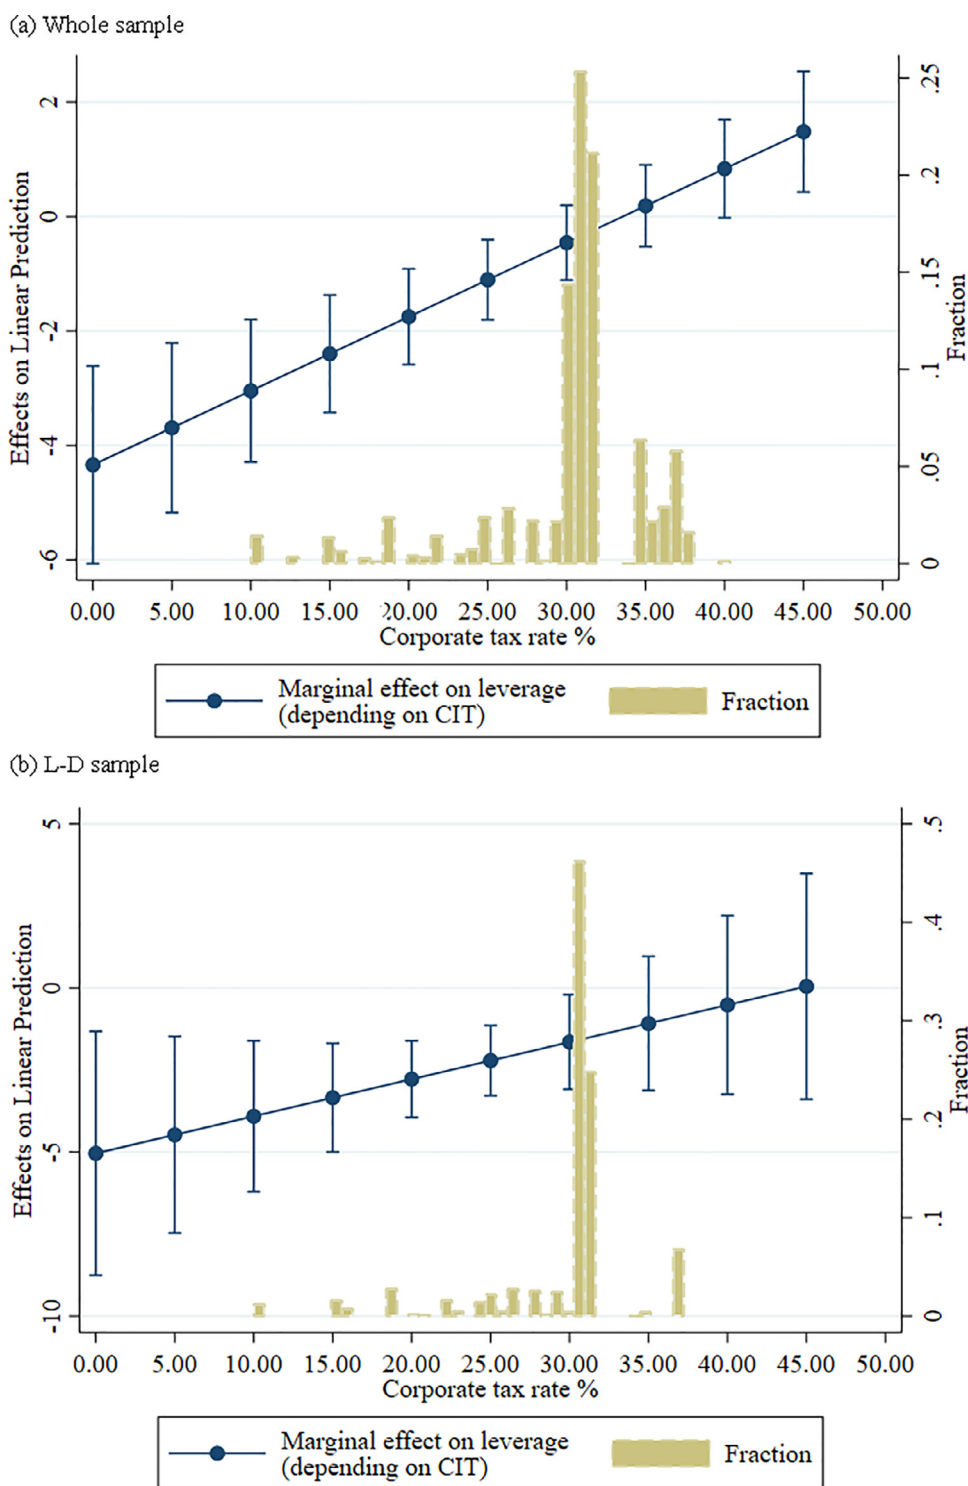 (a) Whole sample
Effects on Linear Prediction
2
0
-2
-4
-6
.25
.2
.15
.1
.05
0
Fraction
0.00 5.00 10.00 15.00 20.00 25.00 30.00 35.00 40.00 45.00 50.00
Corporate tax rate %
Marginal effect on leverage
(depending on CIT)
Fraction
(b) L-D sample
Effects on Linear Prediction
5
0
-5
-10
.5
.4
.3
.2
.1
0
Fraction
0.00 5.00 10.00 15.00 20.00 25.00 30.00 35.00 40.00 45.00 50.00
Corporate tax rate %
Marginal effect on leverage
(depending on CIT)
Fraction